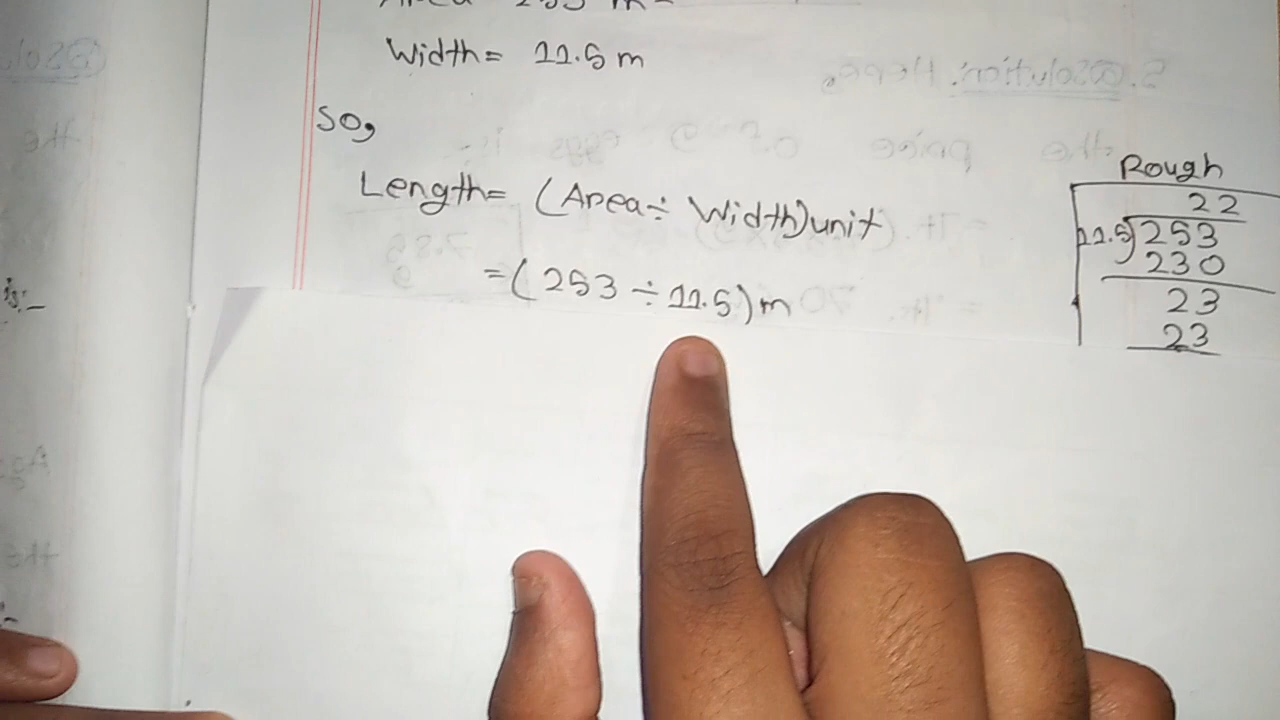 Width= 11.5 m
So,
Length= (Area÷ Width)unit
=(253 ÷ 11.5) m
Rough
22
11.5)253
230
23
23